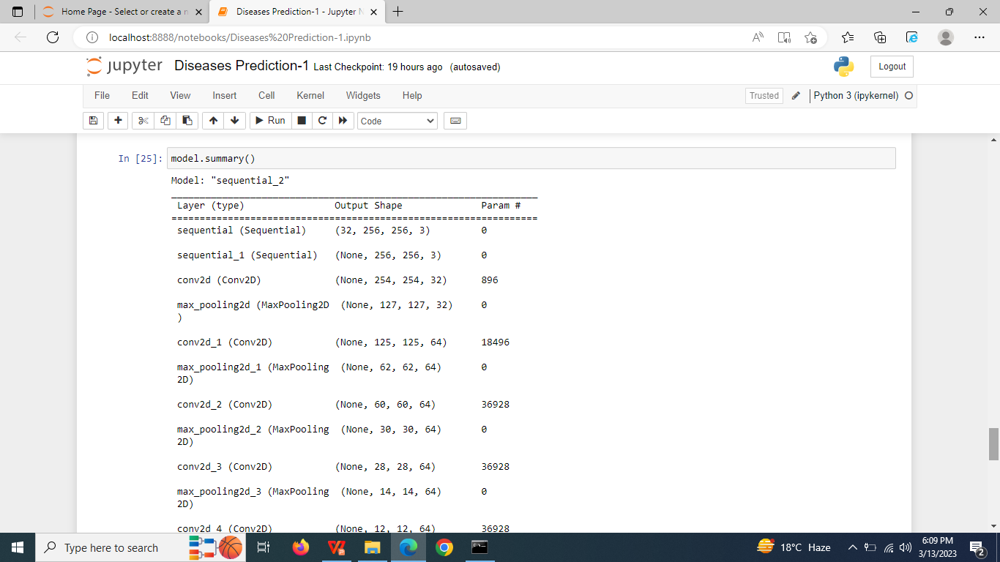 Home Page - Select or create a n
Diseases Prediction-1 - Jupyter N
localhost:8888/notebooks/Diseases%20Prediction-1.ipynb
jupyter Diseases Prediction-1 Last Checkpoint: 19 hours ago (autosaved)
Logout
File Edit View Insert Cell Kernel Widgets Help
Trusted
Python 3 (ipykernel)
Run
Code
In [25]: model.summary()
Model: "sequential_2"
Layer (type) Output Shape Param #
sequential (Sequential) (32, 256, 256, 3) 0
sequential_1 (Sequential) (None, 256, 256, 3) 0
conv2d (Conv2D) (None, 254, 254, 32) 896
max_pooling2d (MaxPooling2D (None, 127, 127, 32) 0
)
conv2d_1 (Conv2D) (None, 125, 125, 64) 18496
max_pooling2d_1 (MaxPooling (None, 62, 62, 64) 0
2D)
conv2d_2 (Conv2D) (None, 60, 60, 64) 36928
max_pooling2d_2 (MaxPooling (None, 30, 30, 64) 0
2D)
conv2d_3 (Conv2D) (None, 28, 28, 64) 36928
max_pooling2d_3 (MaxPooling (None, 14, 14, 64) 0
2D)
conv2d_4 (Conv2D) (None, 12, 12, 64) 36928
Type here to search
18°C Haze
6:09 PM
3/13/2023
2